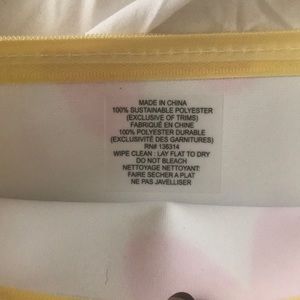 MADE IN CHINA
100% SUSTAINABLE POLYESTER
(EXCLUSIVE OF TRIMS)
FABRIQUÉ EN CHINE
100% POLYESTER DURABLE
(EXCLUSIVITÉ DES GARNITURES)
RN# 136314
WIPE CLEAN : LAY FLAT TO DRY
DO NOT BLEACH
NETTOYAGE NETTOYANT:
FAIRE SECHER A PLAT
NE PAS JAVELLISER